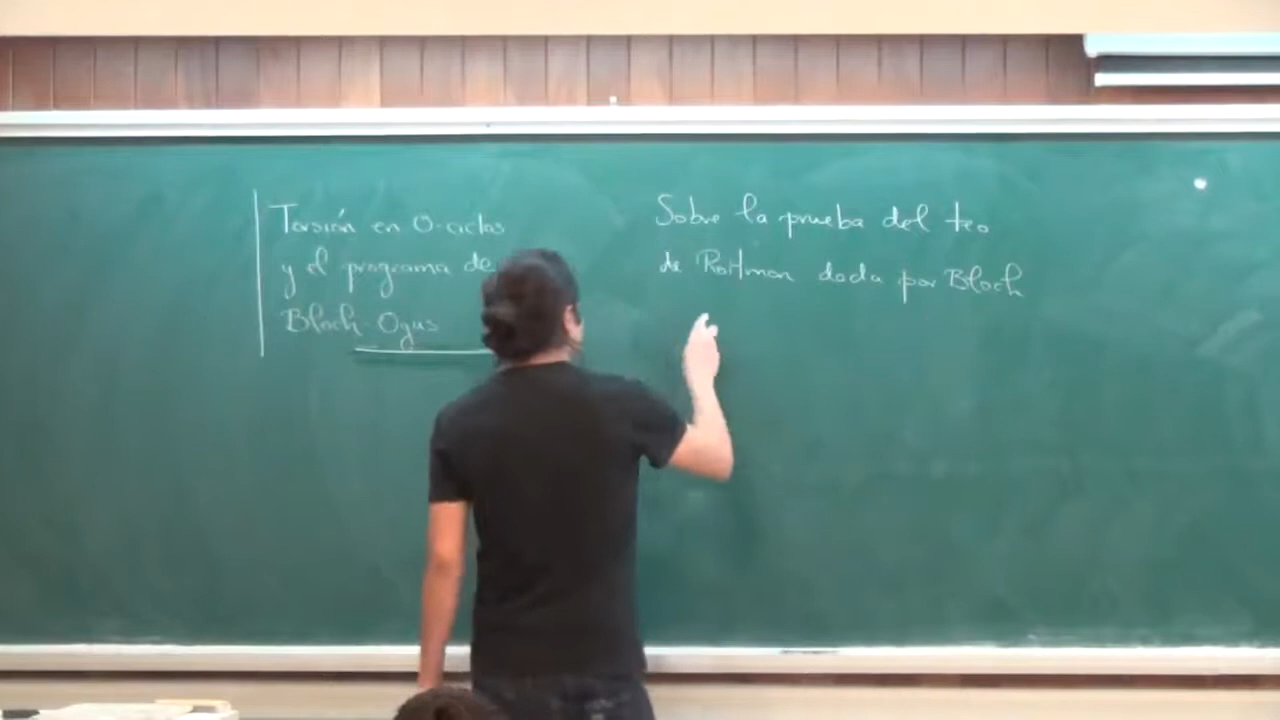 Torsión en 0-ciclos
y el programa de
Bloch-Ogus
Sobre la prueba del teo
de Roitman dada por Bloch